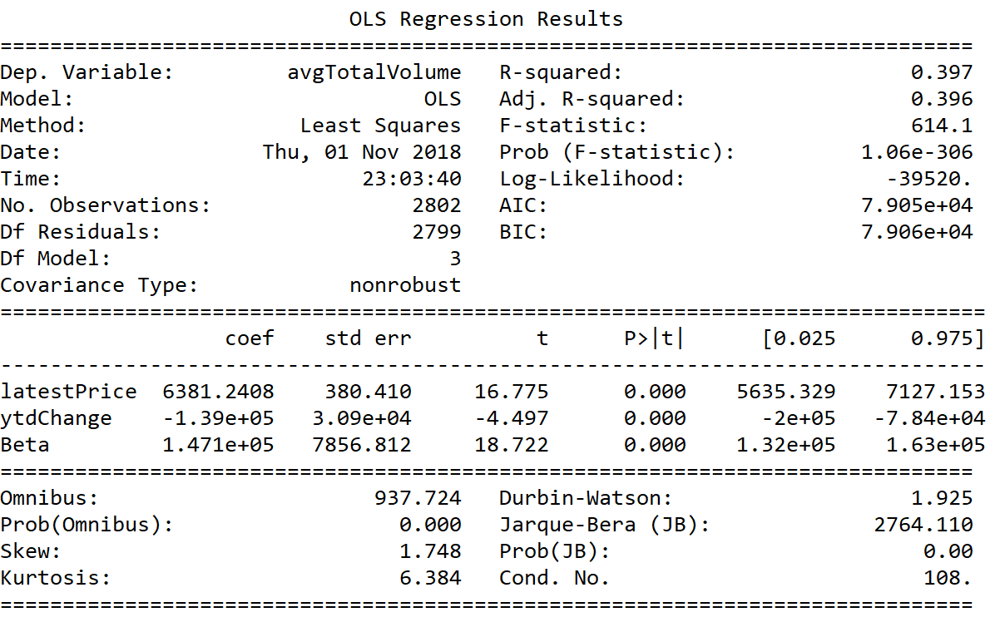 OLS Regression Results
==============================================================================
Dep. Variable:         avgTotalVolume   R-squared:                       0.397
Model:                            OLS   Adj. R-squared:                  0.396
Method:                 Least Squares   F-statistic:                     614.1
Date:                Thu, 01 Nov 2018   Prob (F-statistic):          1.06e-306
Time:                        23:03:40   Log-Likelihood:                -39520.
No. Observations:                2802   AIC:                         7.905e+04
Df Residuals:                    2799   BIC:                         7.906e+04
Df Model:                           3
Covariance Type:            nonrobust
===============================================================================
                  coef    std err          t      P>|t|      [0.025      0.975]
-------------------------------------------------------------------------------
latestPrice  6381.2408    380.410     16.775      0.000    5635.329    7127.153
ytdChange    -1.39e+05   3.09e+04     -4.497      0.000      -2e+05   -7.84e+04
Beta         1.471e+05   7856.812     18.722      0.000    1.32e+05    1.63e+05
==============================================================================
Omnibus:                      937.724   Durbin-Watson:                   1.925
Prob(Omnibus):                  0.000   Jarque-Bera (JB):             2764.110
Skew:                           1.748   Prob(JB):                         0.00
Kurtosis:                       6.384   Cond. No.                         108.
==============================================================================